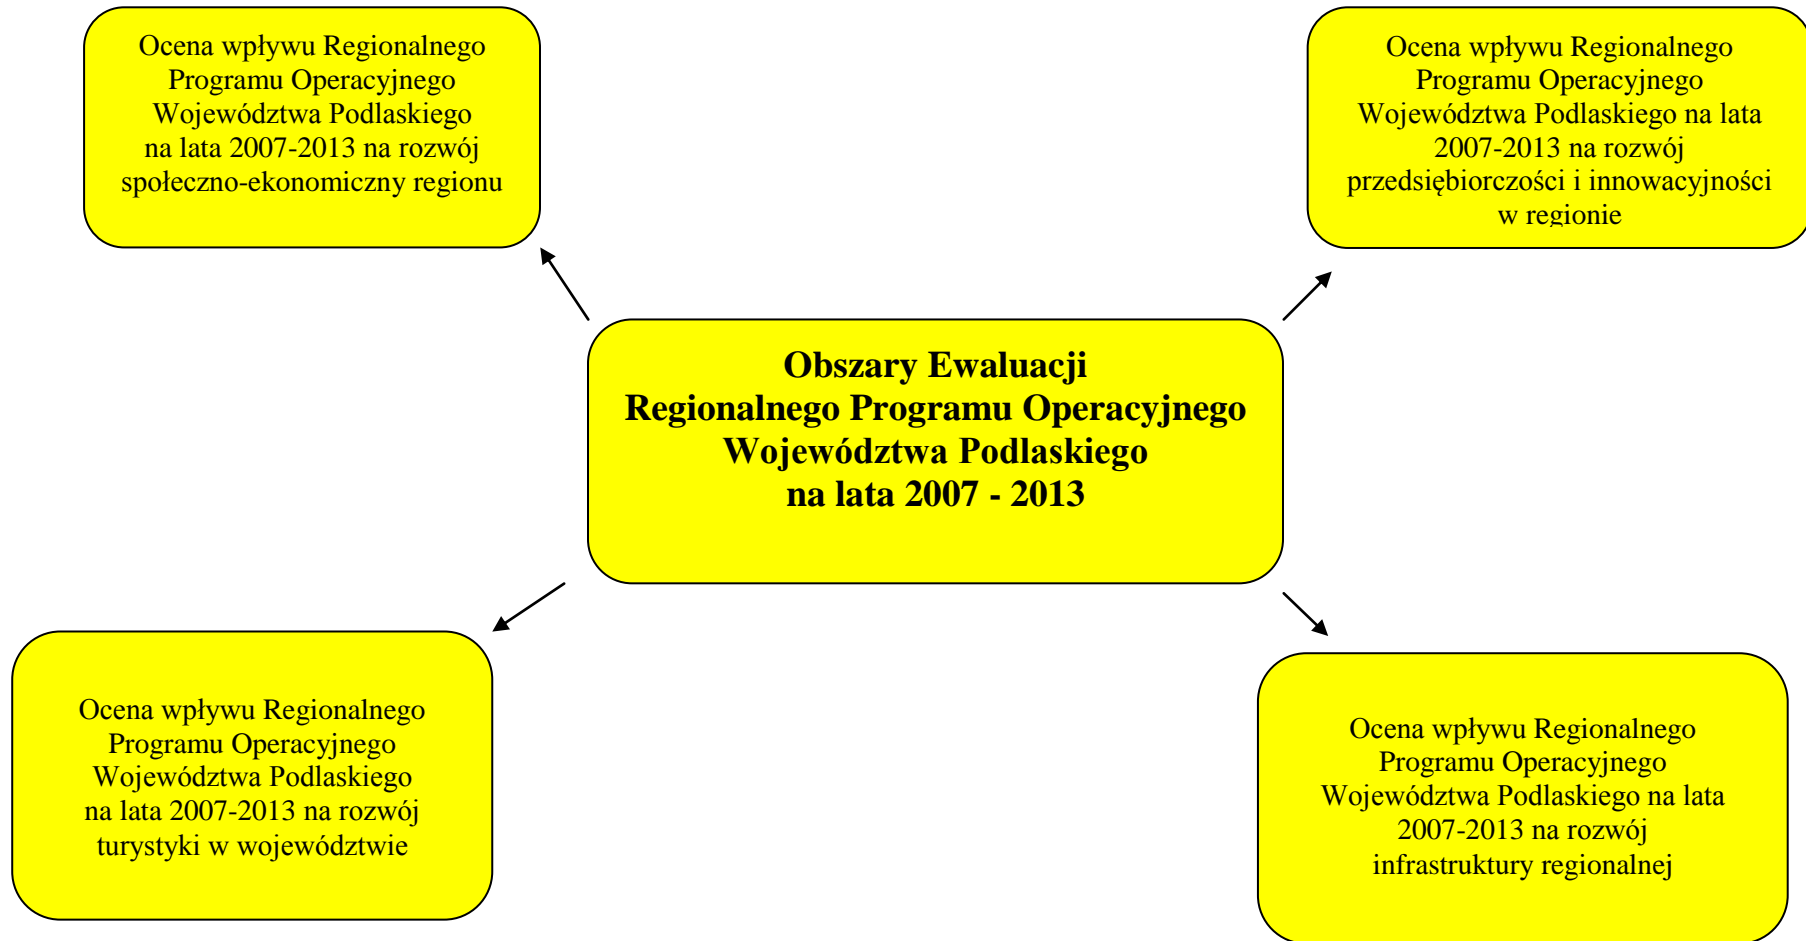 Ocena wpływu Regionalnego
Programu Operacyjnego
Województwa Podlaskiego
na lata 2007-2013 na rozwój
społeczno-ekonomiczny regionu
Ocena wpływu Regionalnego
Programu Operacyjnego
Województwa Podlaskiego na lata
2007-2013 na rozwój
przedsiębiorczości i innowacyjności
w regionie
Obszary Ewaluacji
Regionalnego Programu Operacyjnego
Województwa Podlaskiego
na lata 2007 - 2013
Ocena wpływu Regionalnego
Programu Operacyjnego
Województwa Podlaskiego
na lata 2007-2013 na rozwój
turystyki w województwie
Ocena wpływu Regionalnego
Programu Operacyjnego
Województwa Podlaskiego na lata
2007-2013 na rozwój
infrastruktury regionalnej